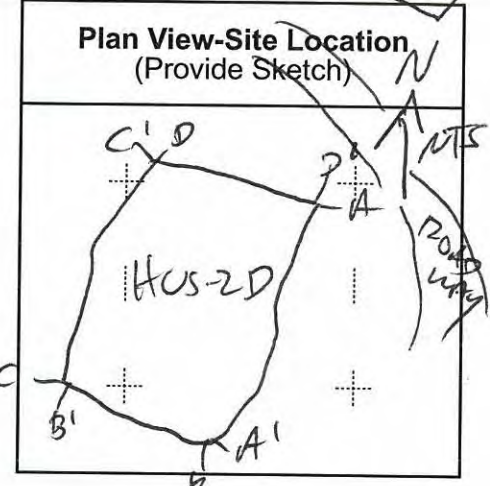 Plan View-Site Location
(Provide Sketch)
N
NTS
C' D
A
ROAD
WAY
HUS-2D
C
B'
A'